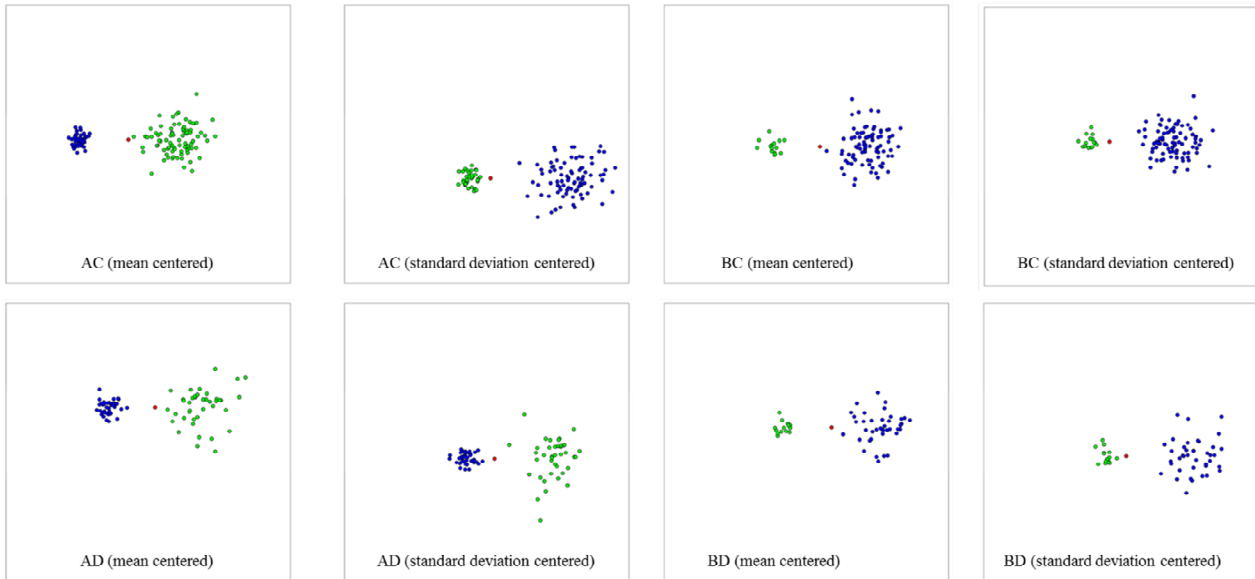 AC (mean centered)
AC (standard deviation centered)
BC (mean centered)
BC (standard deviation centered)
AD (mean centered)
AD (standard deviation centered)
BD (mean centered)
BD (standard deviation centered)